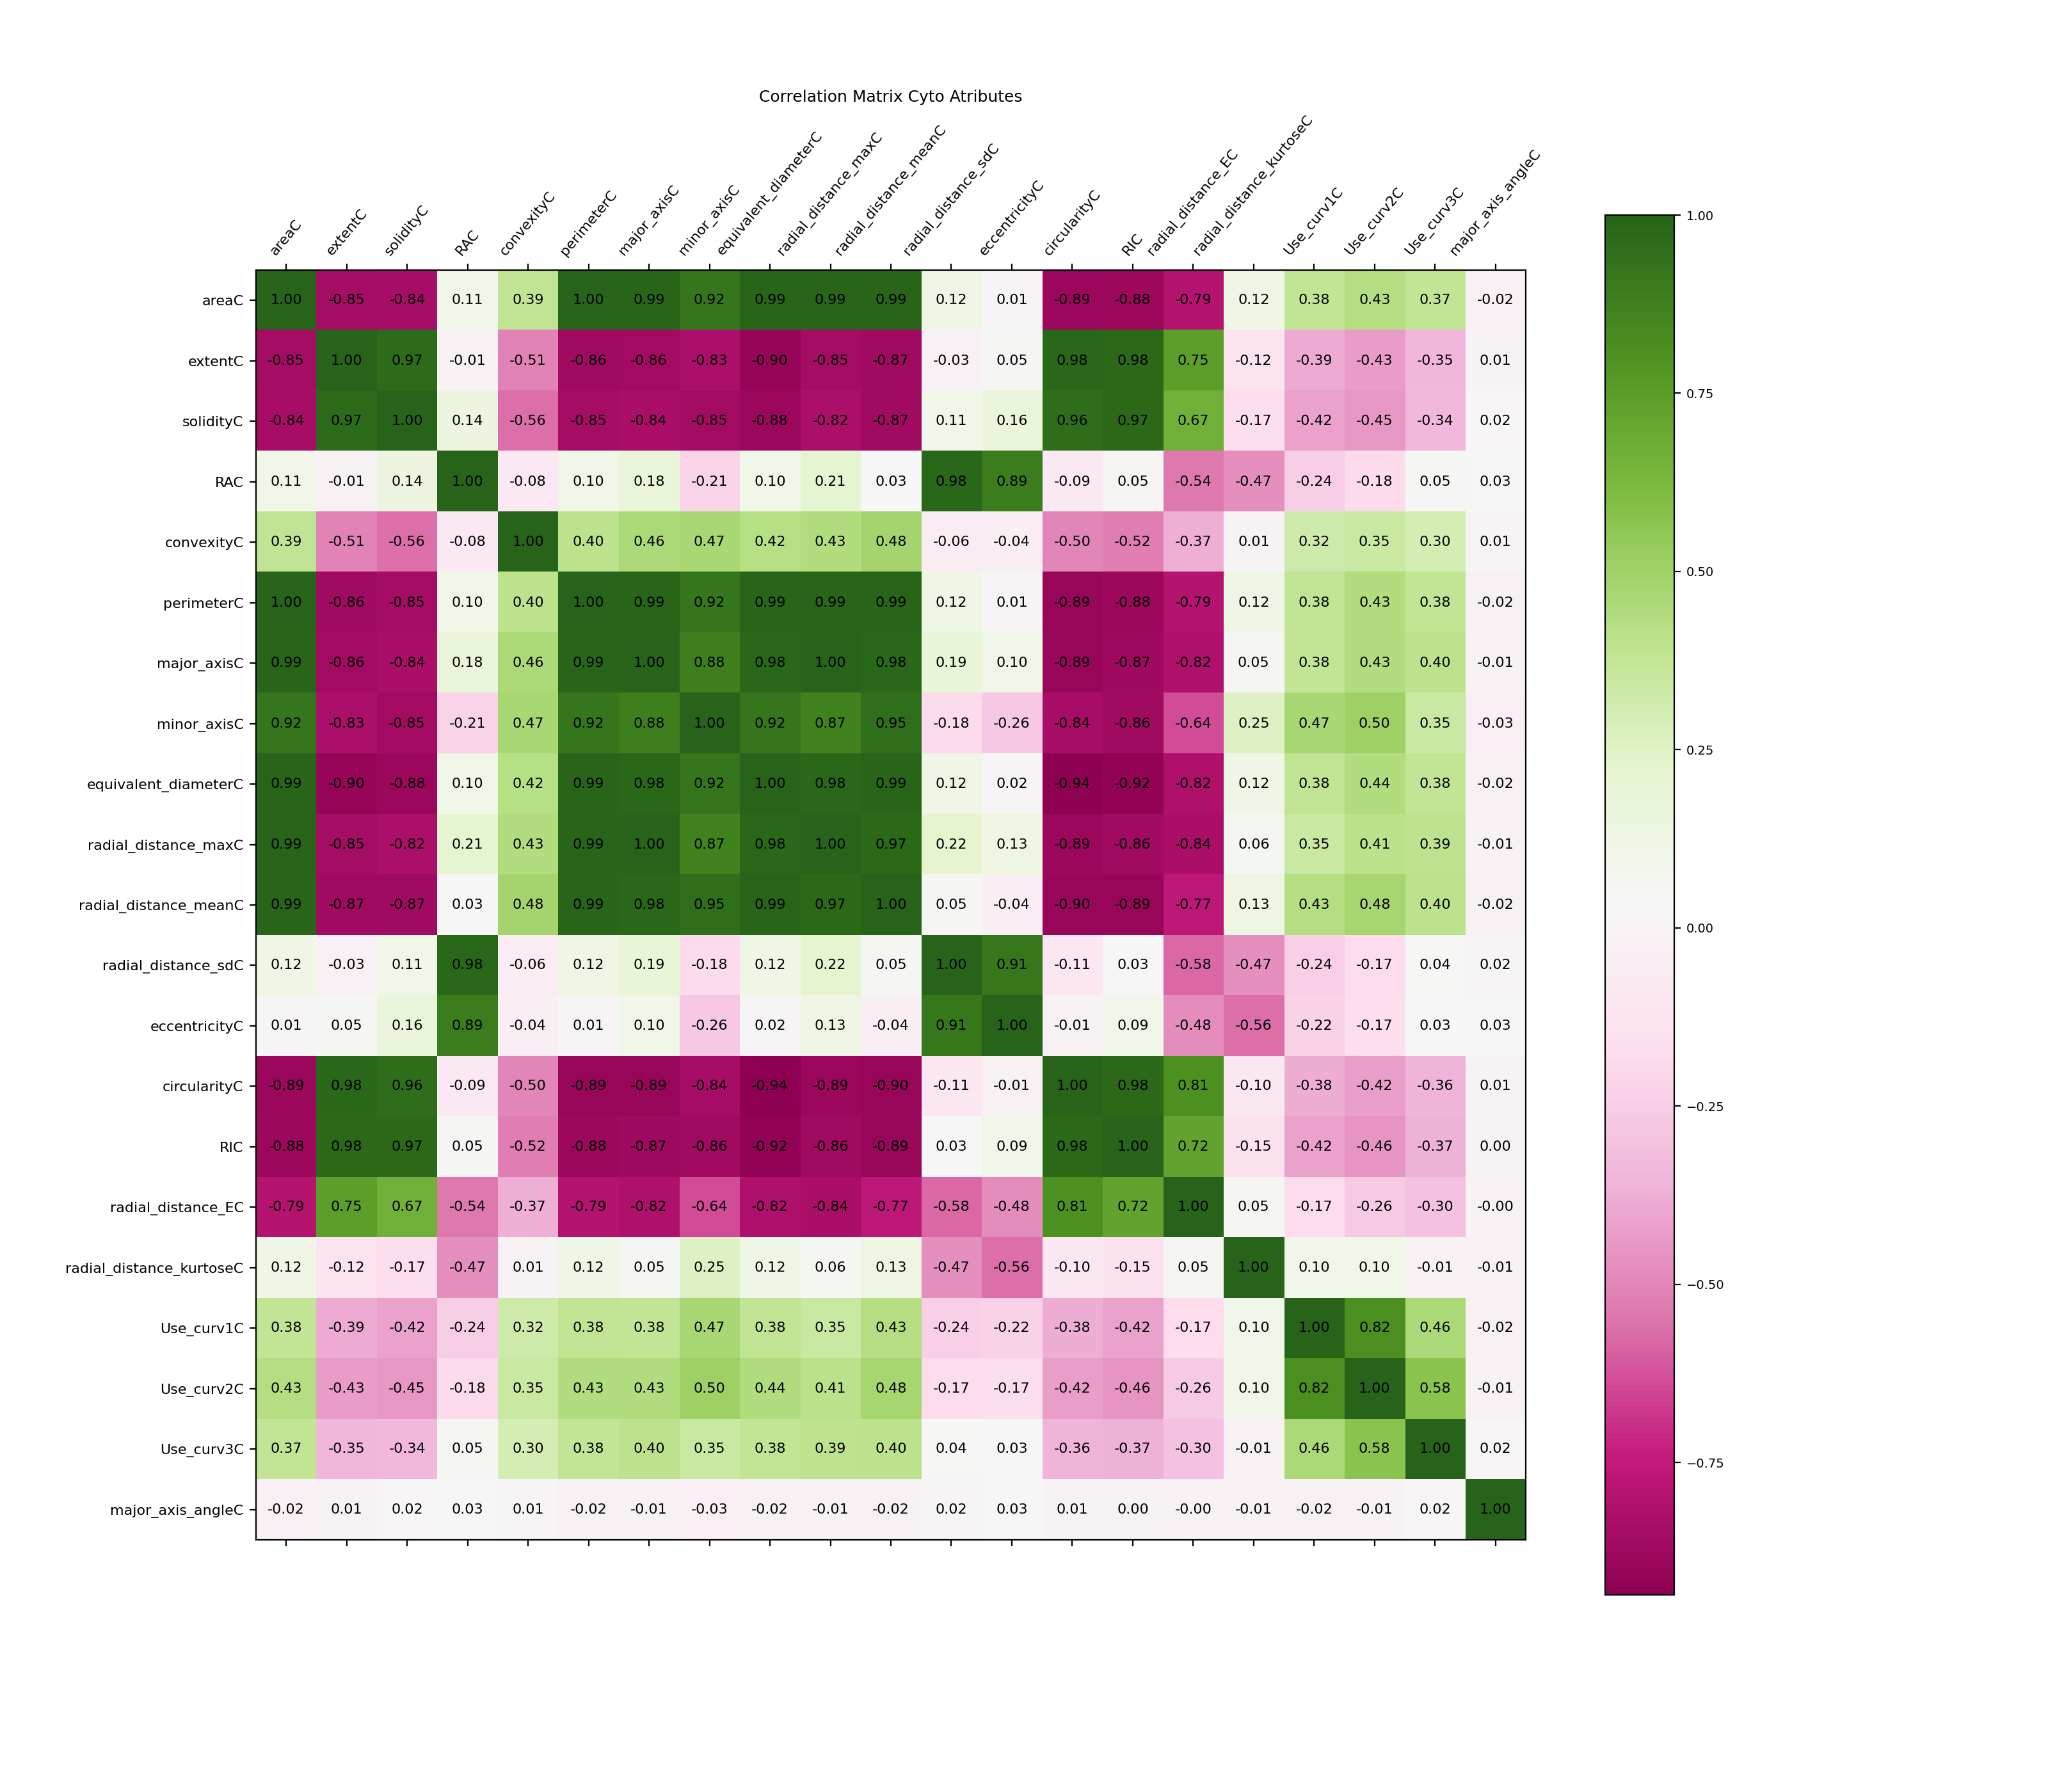 Correlation Matrix Cyto Atributes
areaC extentC solidityC RAC convexityC perimeterC major_axisC minor_axisC equivalent_diameterC radial_distance_maxC radial_distance_meanC radial_distance_sdC eccentricityC circularityC RIC radial_distance_EC radial_distance_kurtoseC Use_curv1C Use_curv2C Use_curv3C major_axis_angleC
areaC 1.00 -0.85 -0.84 0.11 0.39 1.00 0.99 0.92 0.99 0.99 0.99 0.12 0.01 -0.89 -0.88 -0.79 0.12 0.38 0.43 0.37 -0.02
extentC -0.85 1.00 0.97 -0.01 -0.51 -0.86 -0.86 -0.83 -0.90 -0.85 -0.87 -0.03 0.05 0.98 0.98 0.75 -0.12 -0.39 -0.43 -0.35 0.01
solidityC -0.84 0.97 1.00 0.14 -0.56 -0.85 -0.84 -0.85 -0.88 -0.82 -0.87 0.11 0.16 0.96 0.97 0.67 -0.17 -0.42 -0.45 -0.34 0.02
RAC 0.11 -0.01 0.14 1.00 -0.08 0.10 0.18 -0.21 0.10 0.21 0.03 0.98 0.89 -0.09 0.05 -0.54 -0.47 -0.24 -0.18 0.05 0.03
convexityC 0.39 -0.51 -0.56 -0.08 1.00 0.40 0.46 0.47 0.42 0.43 0.48 -0.06 -0.04 -0.50 -0.52 -0.37 0.01 0.32 0.35 0.30 0.01
perimeterC 1.00 -0.86 -0.85 0.10 0.40 1.00 0.99 0.92 0.99 0.99 0.99 0.12 0.01 -0.89 -0.88 -0.79 0.12 0.38 0.43 0.38 -0.02
major_axisC 0.99 -0.86 -0.84 0.18 0.46 0.99 1.00 0.88 0.98 1.00 0.98 0.19 0.10 -0.89 -0.87 -0.82 0.05 0.38 0.43 0.40 -0.01
minor_axisC 0.92 -0.83 -0.85 -0.21 0.47 0.92 0.88 1.00 0.92 0.87 0.95 -0.18 -0.26 -0.84 -0.86 -0.64 0.25 0.47 0.50 0.35 -0.03
equivalent_diameterC 0.99 -0.90 -0.88 0.10 0.42 0.99 0.98 0.92 1.00 0.98 0.99 0.12 0.02 -0.94 -0.92 -0.82 0.12 0.38 0.44 0.38 -0.02
radial_distance_maxC 0.99 -0.85 -0.82 0.21 0.43 0.99 1.00 0.87 0.98 1.00 0.97 0.22 0.13 -0.89 -0.86 -0.84 0.06 0.35 0.41 0.39 -0.01
radial_distance_meanC 0.99 -0.87 -0.87 0.03 0.48 0.99 0.98 0.95 0.99 0.97 1.00 0.05 -0.04 -0.90 -0.89 -0.77 0.13 0.43 0.48 0.40 -0.02
radial_distance_sdC 0.12 -0.03 0.11 0.98 -0.06 0.12 0.19 -0.18 0.12 0.22 0.05 1.00 0.91 -0.11 0.03 -0.58 -0.47 -0.24 -0.17 0.04 0.02
eccentricityC 0.01 0.05 0.16 0.89 -0.04 0.01 0.10 -0.26 0.02 0.13 -0.04 0.91 1.00 -0.01 0.09 -0.48 -0.56 -0.22 -0.17 0.03 0.03
circularityC -0.89 0.98 0.96 -0.09 -0.50 -0.89 -0.89 -0.84 -0.94 -0.89 -0.90 -0.11 -0.01 1.00 0.98 0.81 -0.10 -0.38 -0.42 -0.36 0.01
RIC -0.88 0.98 0.97 0.05 -0.52 -0.88 -0.87 -0.86 -0.92 -0.86 -0.89 0.03 0.09 0.98 1.00 0.72 -0.15 -0.42 -0.46 -0.37 0.00
radial_distance_EC -0.79 0.75 0.67 -0.54 -0.37 -0.79 -0.82 -0.64 -0.82 -0.84 -0.77 -0.58 -0.48 0.81 0.72 1.00 0.05 -0.17 -0.26 -0.30 -0.00
radial_distance_kurtoseC 0.12 -0.12 -0.17 -0.47 0.01 0.12 0.05 0.25 0.12 0.06 0.13 -0.47 -0.56 -0.10 -0.15 0.05 1.00 0.10 0.10 -0.01 -0.01
Use_curv1C 0.38 -0.39 -0.42 -0.24 0.32 0.38 0.38 0.47 0.38 0.35 0.43 -0.24 -0.22 -0.38 -0.42 -0.17 0.10 1.00 0.82 0.46 -0.02
Use_curv2C 0.43 -0.43 -0.45 -0.18 0.35 0.43 0.43 0.50 0.44 0.41 0.48 -0.17 -0.17 -0.42 -0.46 -0.26 0.10 0.82 1.00 0.58 -0.01
Use_curv3C 0.37 -0.35 -0.34 0.05 0.30 0.38 0.40 0.35 0.38 0.39 0.40 0.04 0.03 -0.36 -0.37 -0.30 -0.01 0.46 0.58 1.00 0.02
major_axis_angleC -0.02 0.01 0.02 0.03 0.01 -0.02 -0.01 -0.03 -0.02 -0.01 -0.02 0.02 0.03 0.01 0.00 -0.00 -0.01 -0.02 -0.01 0.02 1.00
1.00
0.75
0.50
0.25
0.00
−0.25
−0.50
−0.75